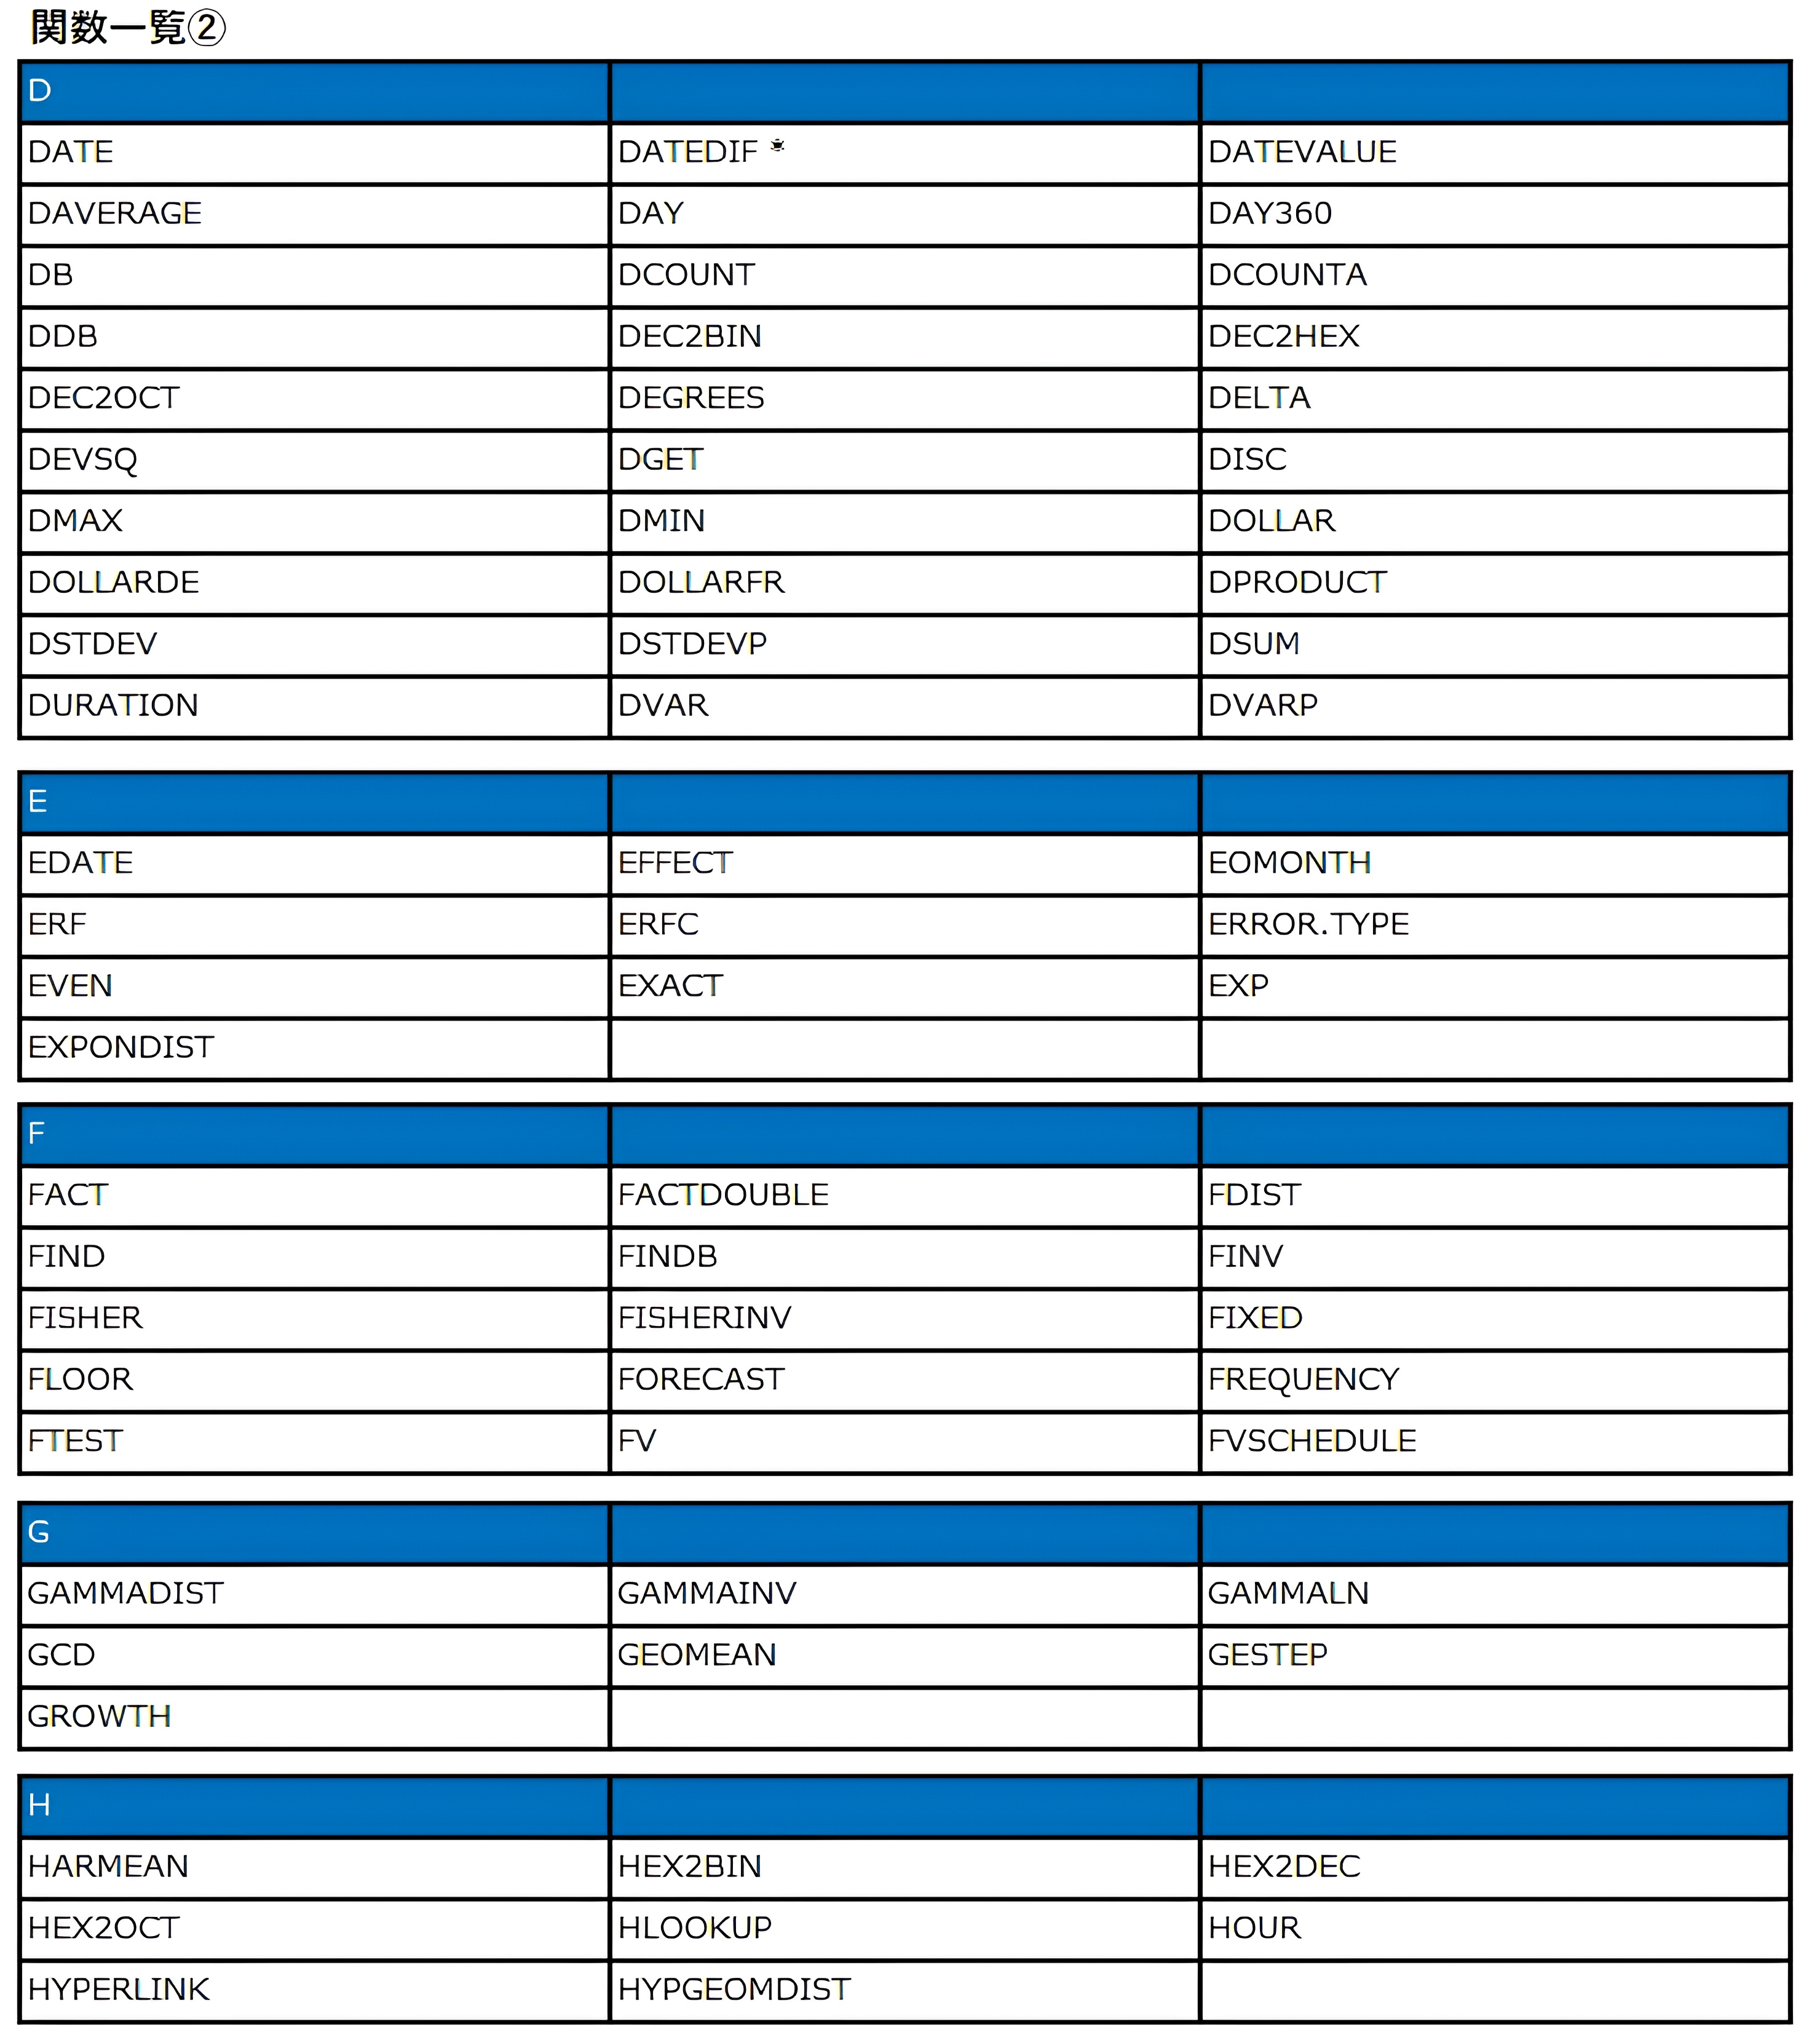 関数一覧②
D
DATE DATEDIF ※ DATEVALUE
DAVERAGE DAY DAY360
DB DCOUNT DCOUNTA
DDB DEC2BIN DEC2HEX
DEC2OCT DEGREES DELTA
DEVSQ DGET DISC
DMAX DMIN DOLLAR
DOLLARDE DOLLARFR DPRODUCT
DSTDEV DSTDEVP DSUM
DURATION DVAR DVARP
E
EDATE EFFECT EOMONTH
ERF ERFC ERROR.TYPE
EVEN EXACT EXP
EXPONDIST
F
FACT FACTDOUBLE FDIST
FIND FINDB FINV
FISHER FISHERINV FIXED
FLOOR FORECAST FREQUENCY
FTEST FV FVSCHEDULE
G
GAMMADIST GAMMAINV GAMMALN
GCD GEOMEAN GESTEP
GROWTH
H
HARMEAN HEX2BIN HEX2DEC
HEX2OCT HLOOKUP HOUR
HYPERLINK HYPGEOMDIST